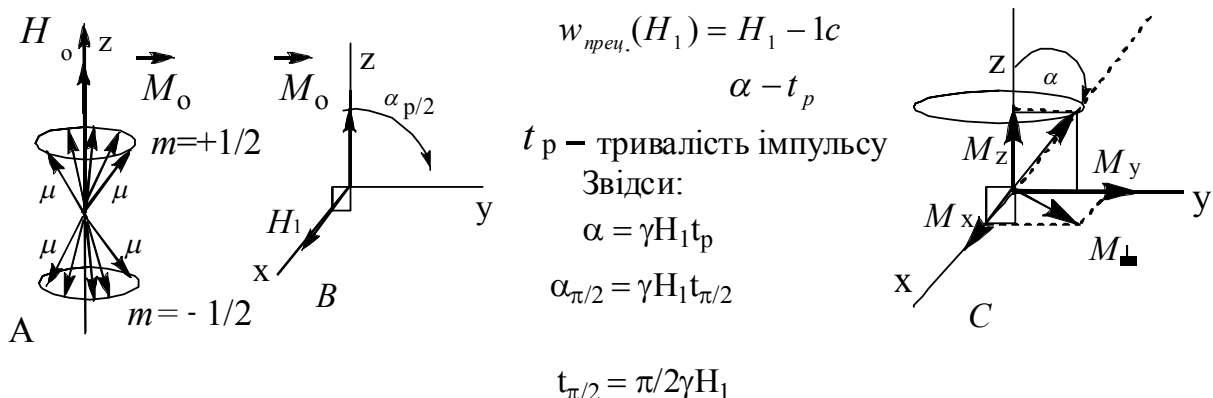 H o z
M o
m=+1/2
μ μ
μ μ
m= - 1/2
A
M o
z
α p/2
y
H1
x
B
w прец. (H1) = H1 − 1c
α − t p
t p − тривалість імпульсу
Звідси:
α = γH1tp
απ/2 = γH1tπ/2
tπ/2 = π/2γH1
z
α
M z
M y
y
M x
M
x
C